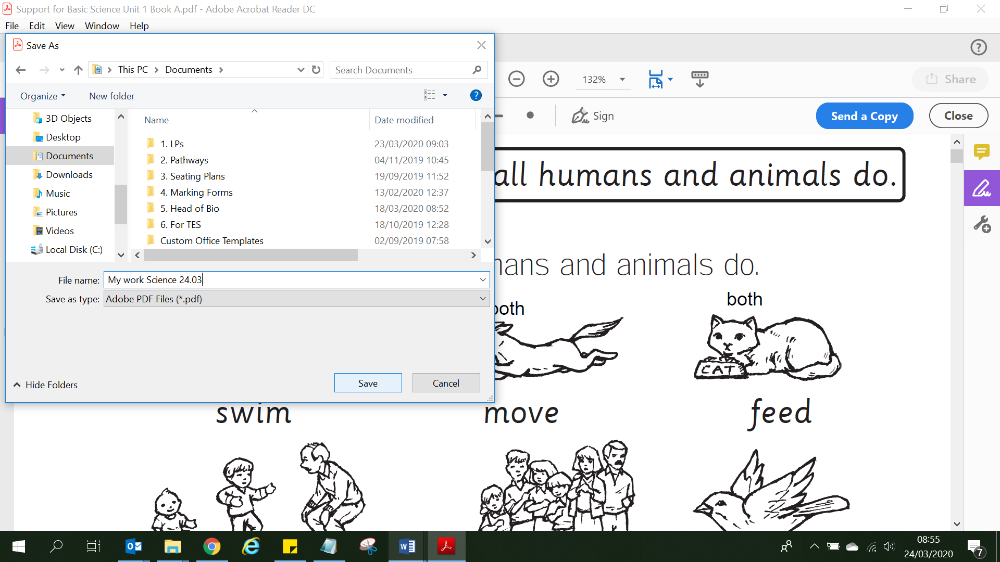 Support for Basic Science Unit 1 Book A.pdf - Adobe Acrobat Reader DC
File Edit View Window Help
Save As
This PC Documents
Search Documents
132%
Share
Organize New folder
Sign
Send a Copy
Close
3D Objects
Desktop
Documents
Downloads
Music
Pictures
Videos
Local Disk (C:)
Name Date modified
1. LPs 23/03/2020 09:03
2. Pathways 04/11/2019 10:45
3. Seating Plans 19/09/2019 11:52
4. Marking Forms 13/02/2020 12:37
5. Head of Bio 18/03/2020 08:52
6. For TES 18/10/2019 12:28
Custom Office Templates 02/09/2019 07:58
File name: My work Science 24.03
Save as type: Adobe PDF Files (*.pdf)
Hide Folders
Save Cancel
all humans and animals do.
mans and animals do.
both
both
CAT
swim move feed
08:55
24/03/2020
7